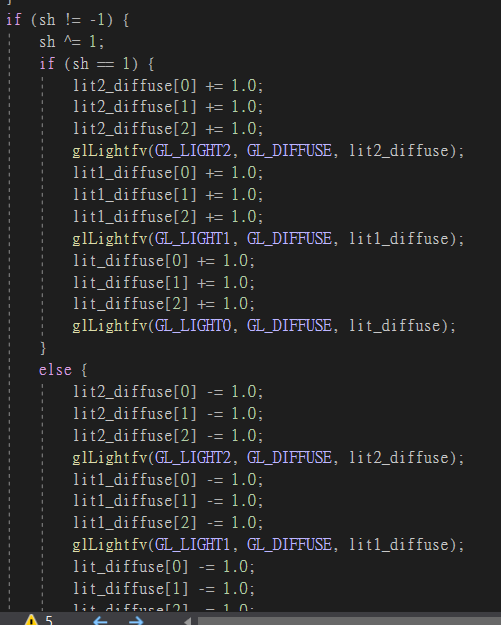 if (sh != -1) {
sh ^= 1;
if (sh == 1) {
lit2_diffuse[0] += 1.0;
lit2_diffuse[1] += 1.0;
lit2_diffuse[2] += 1.0;
glLightfv(GL_LIGHT2, GL_DIFFUSE, lit2_diffuse);
lit1_diffuse[0] += 1.0;
lit1_diffuse[1] += 1.0;
lit1_diffuse[2] += 1.0;
glLightfv(GL_LIGHT1, GL_DIFFUSE, lit1_diffuse);
lit_diffuse[0] += 1.0;
lit_diffuse[1] += 1.0;
lit_diffuse[2] += 1.0;
glLightfv(GL_LIGHT0, GL_DIFFUSE, lit_diffuse);
}
else {
lit2_diffuse[0] -= 1.0;
lit2_diffuse[1] -= 1.0;
lit2_diffuse[2] -= 1.0;
glLightfv(GL_LIGHT2, GL_DIFFUSE, lit2_diffuse);
lit1_diffuse[0] -= 1.0;
lit1_diffuse[1] -= 1.0;
lit1_diffuse[2] -= 1.0;
glLightfv(GL_LIGHT1, GL_DIFFUSE, lit1_diffuse);
lit_diffuse[0] -= 1.0;
lit_diffuse[1] -= 1.0;
5